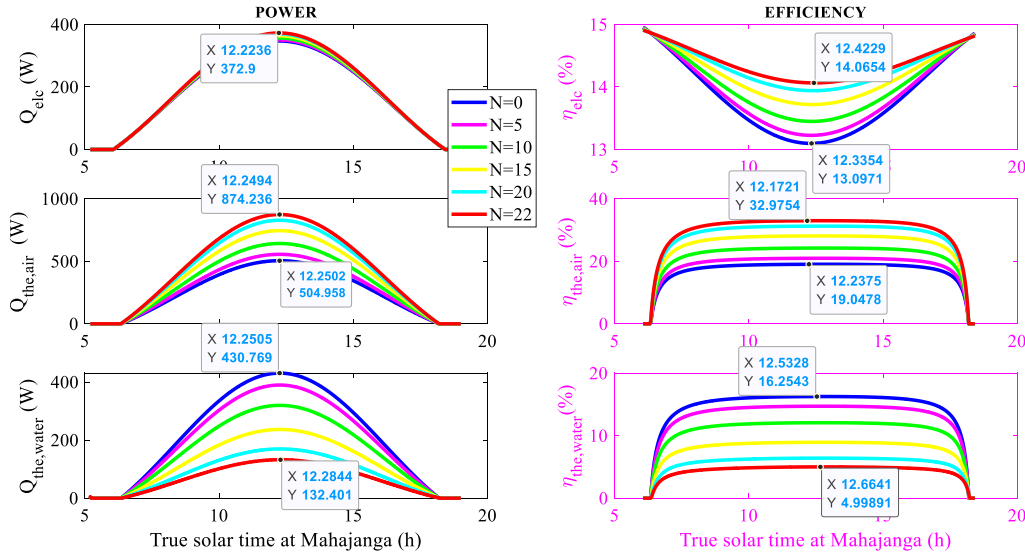 POWER
400
200
0
Q_elc (W)
X 12.2236
Y 372.9
5
10
15
20
N=0
N=5
N=10
N=15
N=20
N=22
1000
500
0
Q_the,air (W)
X 12.2494
Y 874.236
X 12.2502
Y 504.958
5
10
15
20
400
200
0
Q_the,water (W)
X 12.2505
Y 430.769
X 12.2844
Y 132.401
5
10
15
20
True solar time at Mahajanga (h)
EFFICIENCY
15
14
13
η_elc (%)
X 12.4229
Y 14.0654
X 12.3354
Y 13.0971
5
10
15
20
40
20
0
η_the,air (%)
X 12.1721
Y 32.9754
X 12.2375
Y 19.0478
5
10
15
20
20
10
0
η_the,water (%)
X 12.5328
Y 16.2543
X 12.6641
Y 4.99891
5
10
15
20
True solar time at Mahajanga (h)